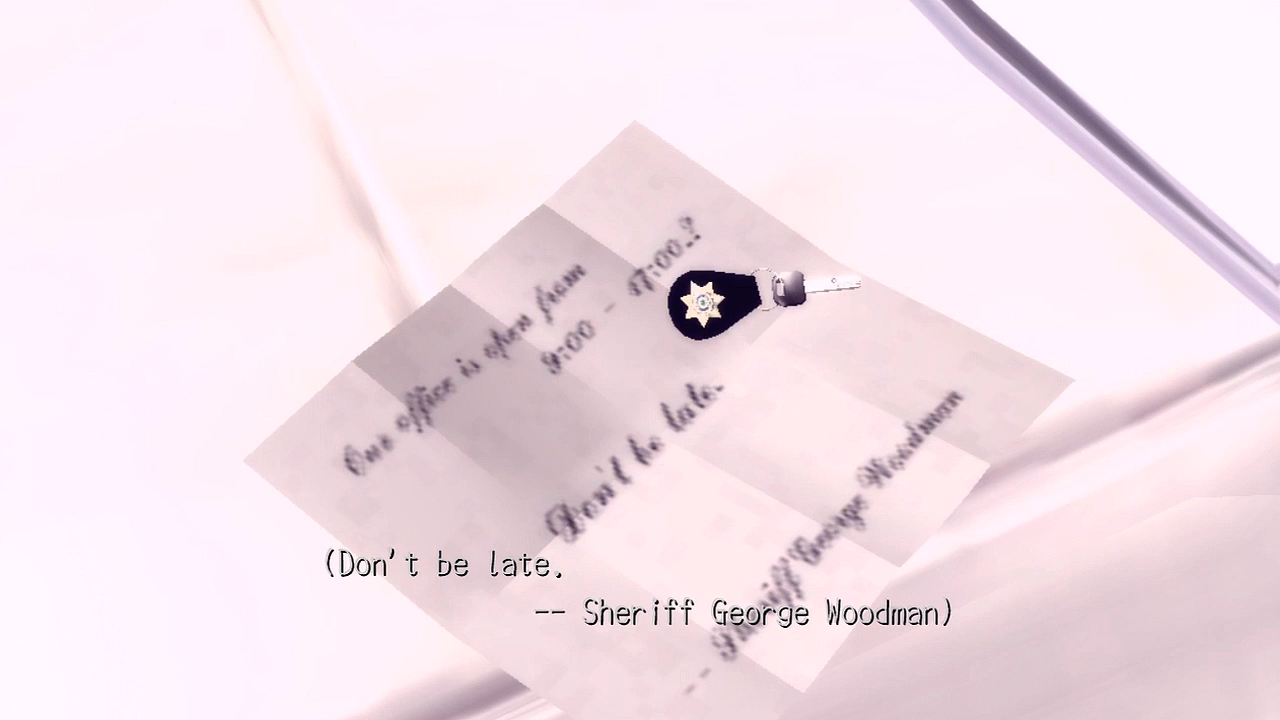 Our office is open from
9:00 - 17:00.
Don't be late.
-- Sheriff George Woodman
(Don't be late.
-- Sheriff George Woodman)